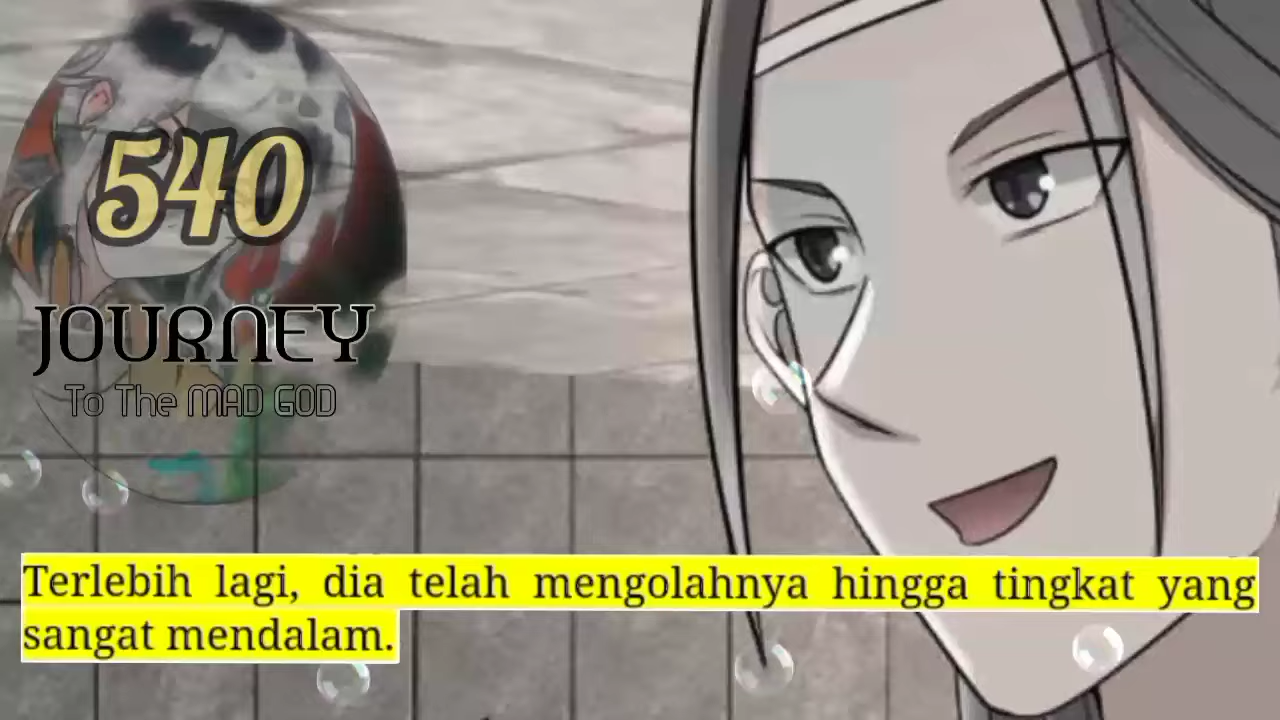 540
JOURNEY
To The MAD GOD
Terlebih lagi, dia telah mengolahnya hingga tingkat yang
sangat mendalam.